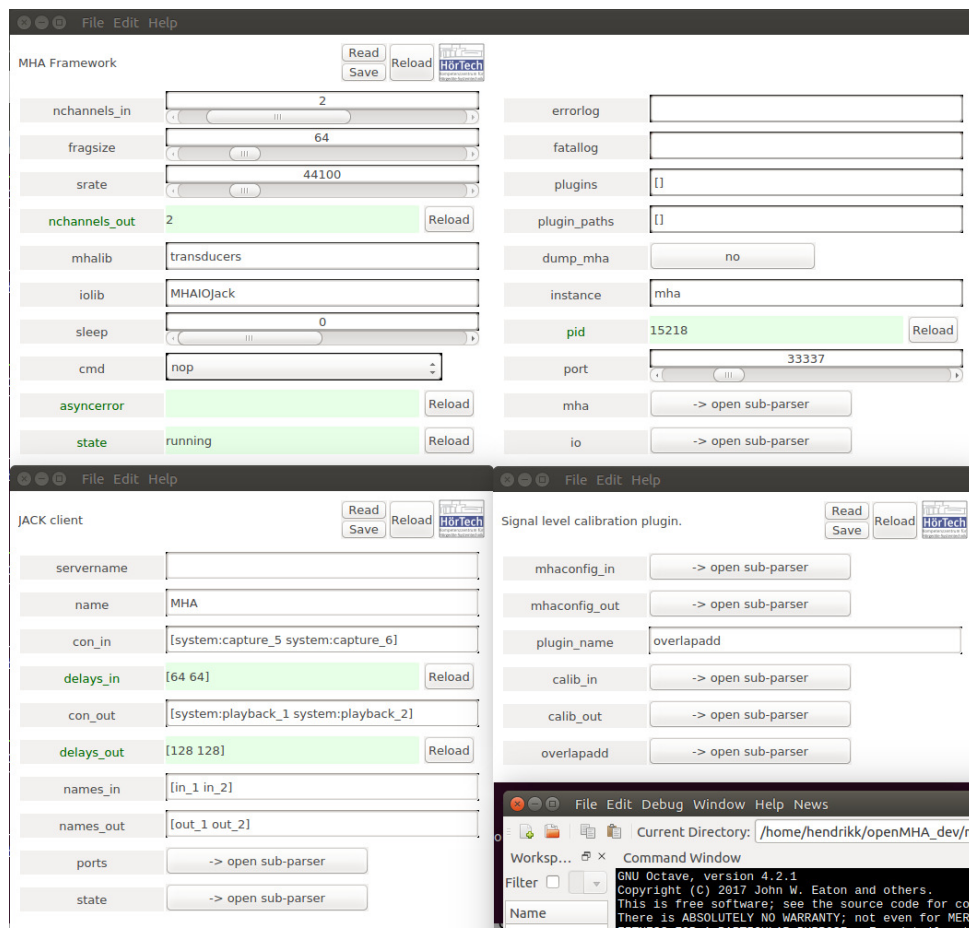 File Edit Help
MHA Framework
Read
Save
Reload
HörTech
nchannels_in
2
fragsize
64
srate
44100
nchannels_out
2
Reload
mhalib
transducers
iolib
MHAIOJack
sleep
0
cmd
nop
asyncerror
Reload
state
running
Reload
errorlog
fatallog
plugins
[]
plugin_paths
[]
dump_mha
no
instance
mha
pid
15218
Reload
port
33337
mha
-> open sub-parser
io
-> open sub-parser
File Edit Help
JACK client
Read
Save
Reload
HörTech
servername
name
MHA
con_in
[system:capture_5 system:capture_6]
delays_in
[64 64]
Reload
con_out
[system:playback_1 system:playback_2]
delays_out
[128 128]
Reload
names_in
[in_1 in_2]
names_out
[out_1 out_2]
ports
-> open sub-parser
state
-> open sub-parser
File Edit Help
Signal level calibration plugin.
Read
Save
Reload
HörTech
mhaconfig_in
-> open sub-parser
mhaconfig_out
-> open sub-parser
plugin_name
overlapadd
calib_in
-> open sub-parser
calib_out
-> open sub-parser
overlapadd
-> open sub-parser
File Edit Debug Window Help News
Current Directory: /home/hendrikk/openMHA_dev/
Worksp...
Command Window
Filter
Name
GNU Octave, version 4.2.1
Copyright (C) 2017 John W. Eaton and others.
This is free software; see the source code for co
There is ABSOLUTELY NO WARRANTY; not even for MER